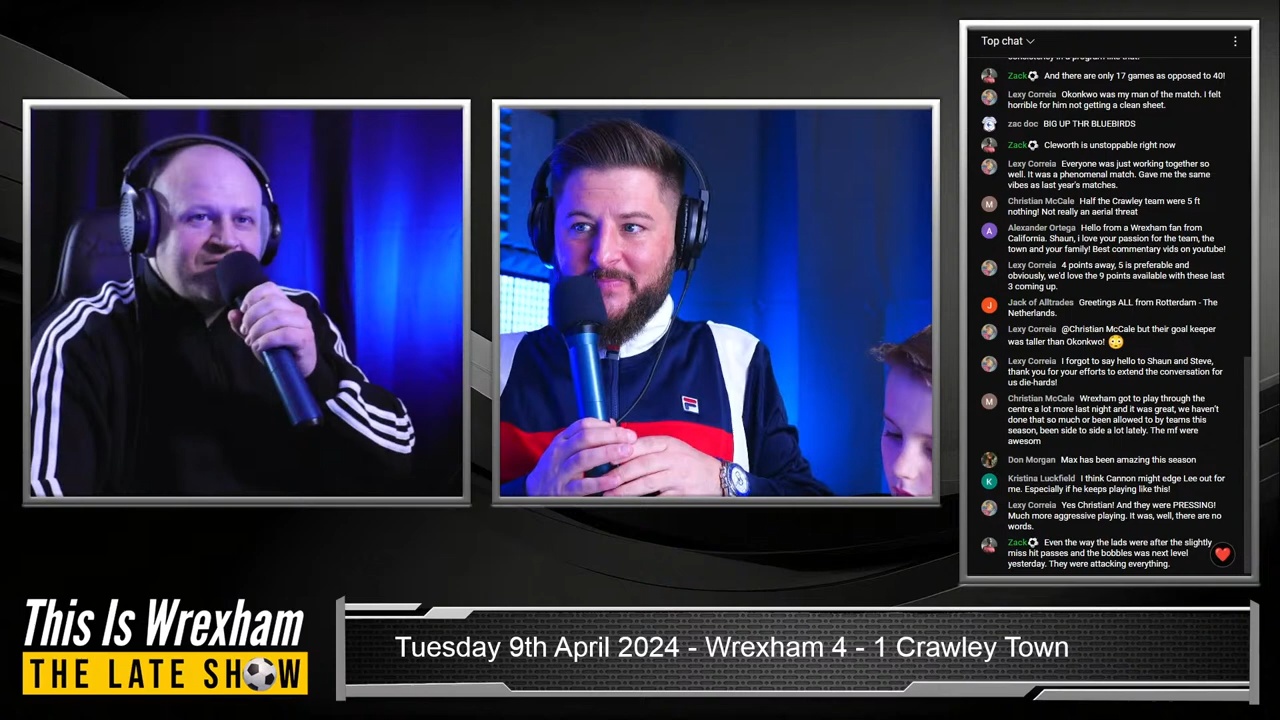 Top chat
consistency in a program like that!
Zack And there are only 17 games as opposed to 40!
Lexy Correia Okonkwo was my man of the match. I felt
horrible for him not getting a clean sheet.
zac doc BIG UP THR BLUEBIRDS
Zack Cleworth is unstoppable right now
Lexy Correia Everyone was just working together so
well. It was a phenomenal match. Gave me the same
vibes as last year's matches.
M
Christian McCale Half the Crawley team were 5 ft
nothing! Not really an aerial threat
A
Alexander Ortega Hello from a Wrexham fan from
California. Shaun, i love your passion for the team, the
town and your family! Best commentary vids on youtube!
Lexy Correia 4 points away, 5 is preferable and
obviously, we'd love the 9 points available with these last
3 coming up.
J
Jack of Alltrades Greetings ALL from Rotterdam - The
Netherlands.
Lexy Correia @Christian McCale but their goal keeper
was taller than Okonkwo! 😳
Lexy Correia I forgot to say hello to Shaun and Steve,
thank you for your efforts to extend the conversation for
us die-hards!
M
Christian McCale Wrexham got to play through the
centre a lot more last night and it was great, we haven't
done that so much or been allowed to by teams this
season, been side to side a lot lately. The mf were
awesom
Don Morgan Max has been amazing this season
K
Kristina Luckfield I think Cannon might edge Lee out for
me. Especially if he keeps playing like this!
Lexy Correia Yes Christian! And they were PRESSING!
Much more aggressive playing. It was, well, there are no
words.
Zack Even the way the lads were after the slightly
miss hit passes and the bobbles was next level
yesterday. They were attacking everything.
FILA
This Is Wrexham
THE LATE SHOW
Tuesday 9th April 2024 - Wrexham 4 - 1 Crawley Town